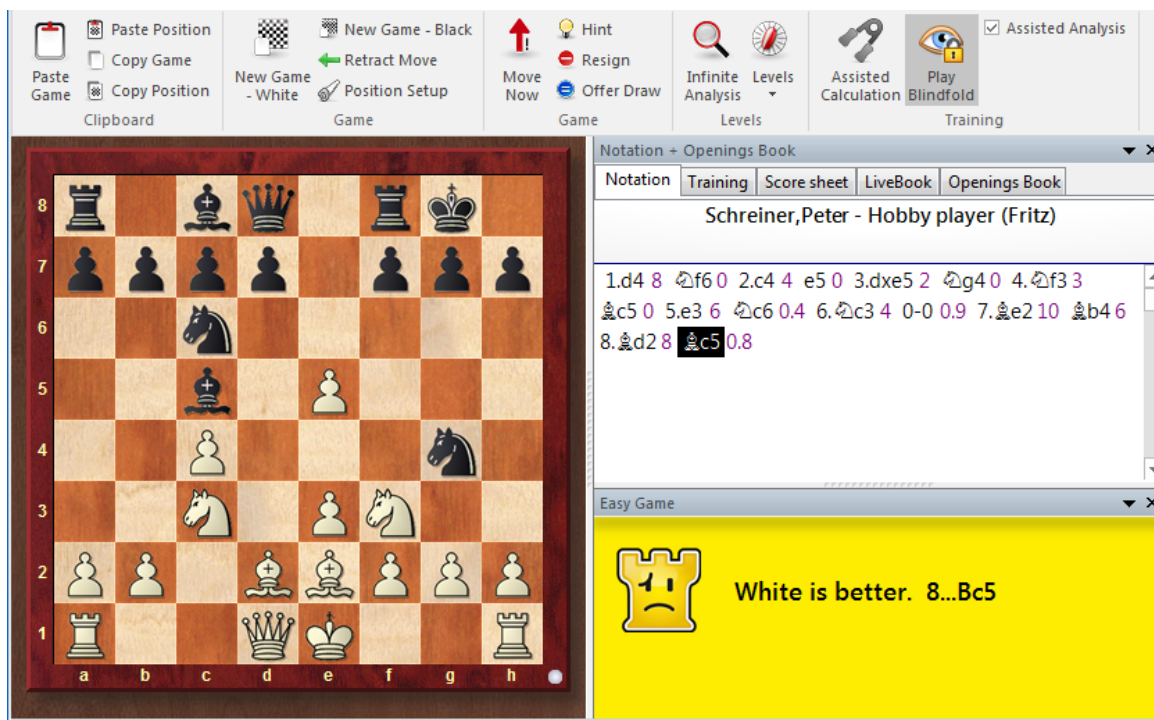 Paste Game
Paste Position
Copy Game
Copy Position
Clipboard
New Game - White
New Game - Black
Retract Move
Position Setup
Game
Move Now
Hint
Resign
Offer Draw
Game
Infinite Analysis
Levels
Levels
Assisted Calculation
Play Blindfold
Assisted Analysis
Training
8
7
6
5
4
3
2
1
a b c d e f g h
Notation + Openings Book
Notation Training Score sheet LiveBook Openings Book
Schreiner,Peter - Hobby player (Fritz)
1.d4 8 ♘f6 0 2.c4 4 e5 0 3.dxe5 2 ♘g4 0 4.♘f3 3
♗c5 0 5.e3 6 ♘c6 0.4 6.♘c3 4 0-0 0.9 7.♗e2 10 ♗b4 6
8.♗d2 8 ♗c5 0.8
Easy Game
White is better. 8...Bc5